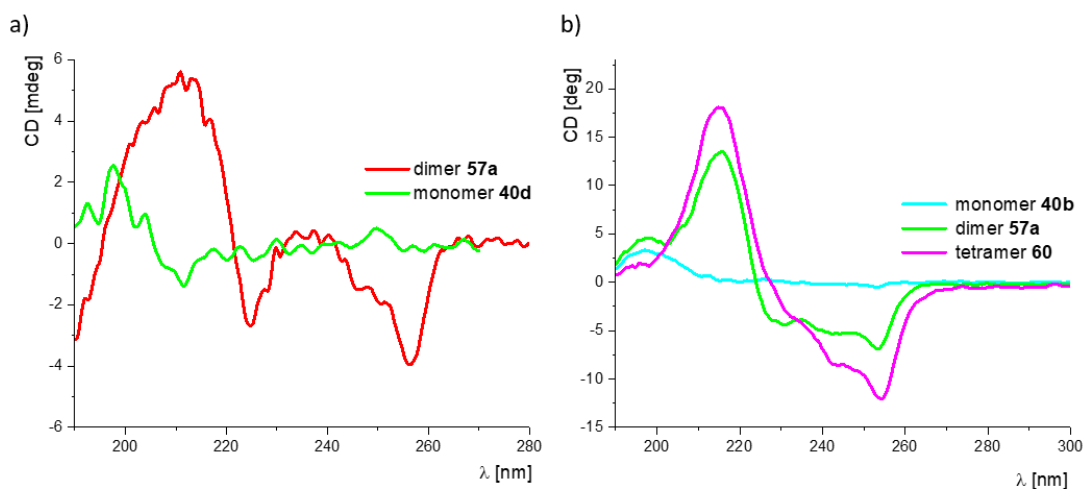 a)
CD [mdeg]
6
4
2
0
-2
-4
-6
200
220
240
260
280
λ [nm]
dimer 57a
monomer 40d
b)
CD [deg]
20
15
10
5
0
-5
-10
-15
200
220
240
260
280
300
λ [nm]
monomer 40b
dimer 57a
tetramer 60